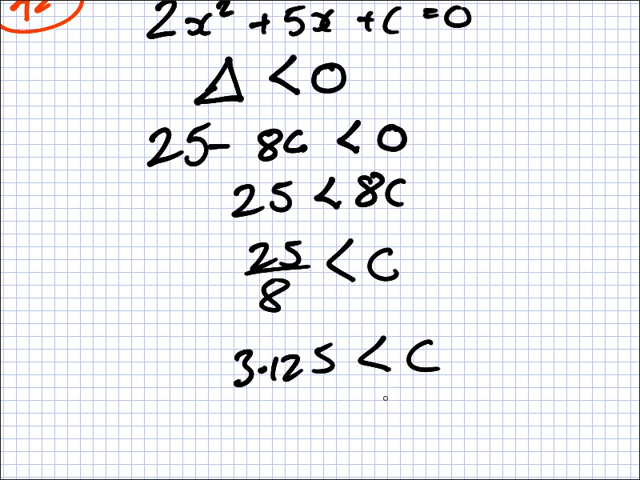 2x² + 5x + c = 0
Δ < 0
25 - 8c < 0
25 < 8c
25/8 < c
3.125 < c